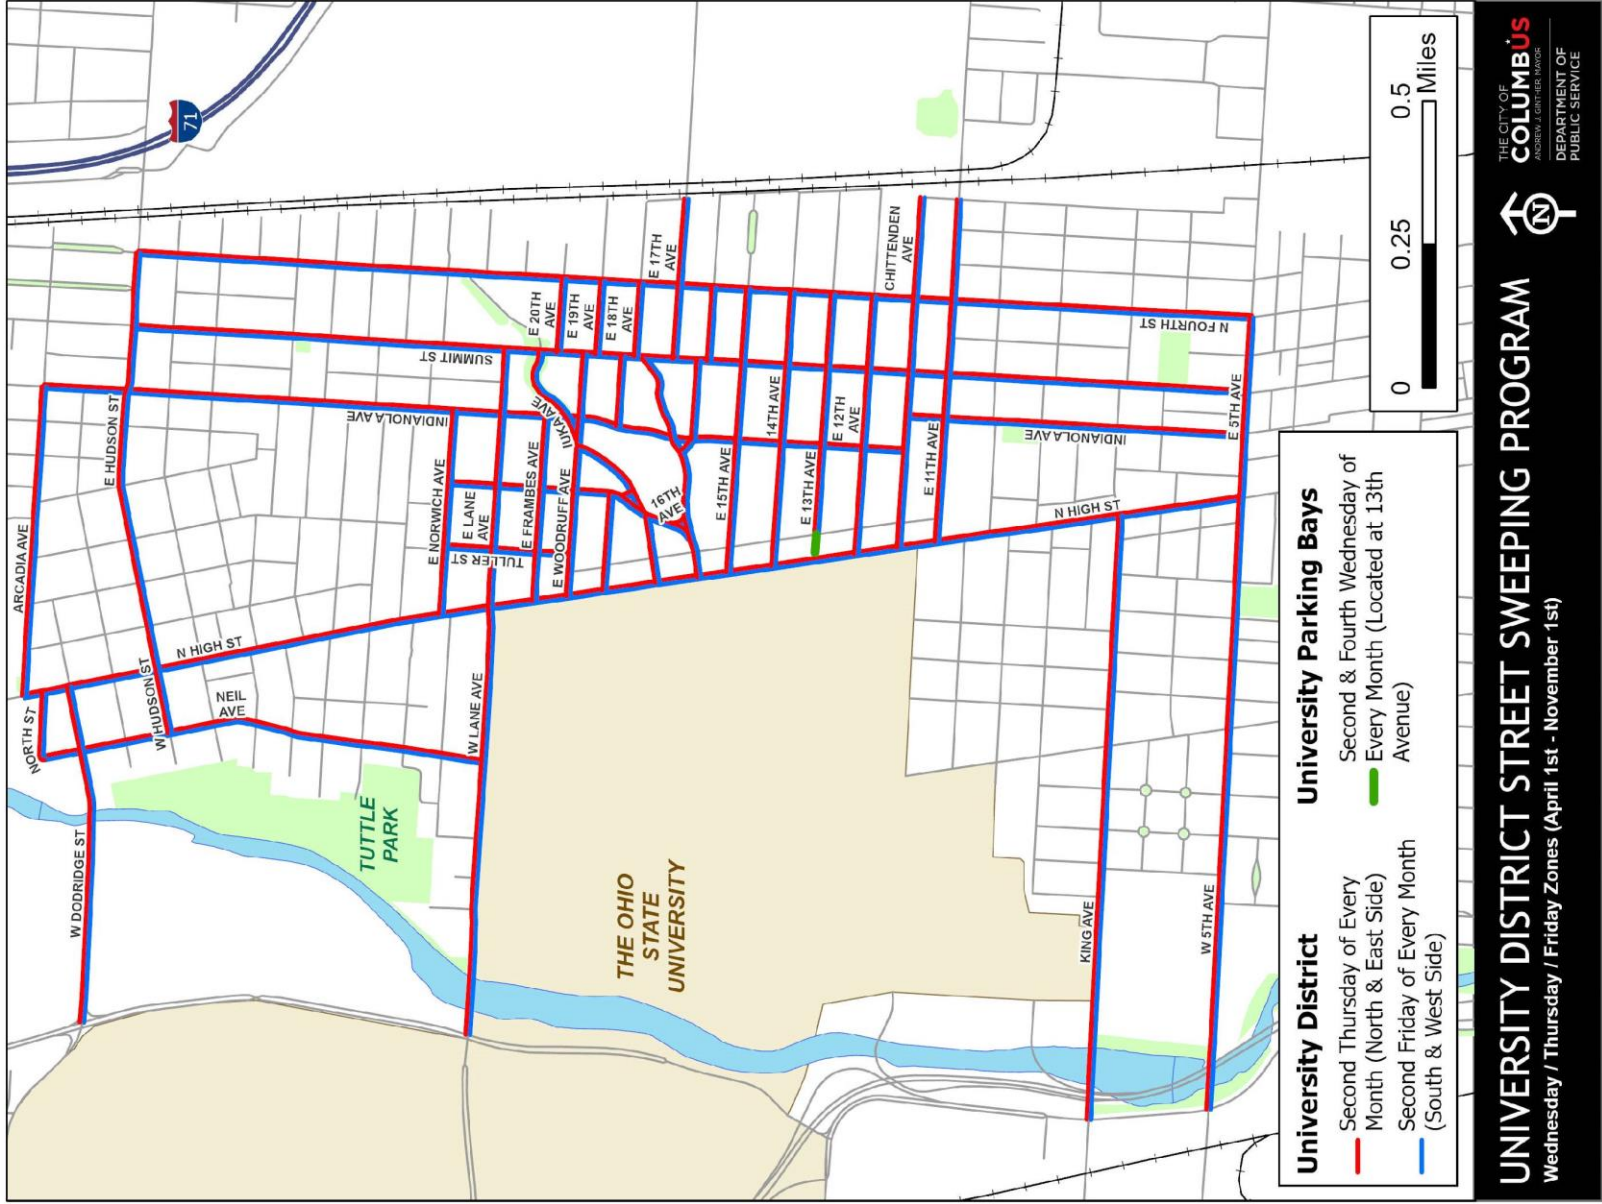 UNIVERSITY DISTRICT STREET SWEEPING PROGRAM
Wednesday / Thursday / Friday Zones (April 1st - November 1st)
N
THE CITY OF
COLUMBUS
ANDREW J. GINTHER, MAYOR
DEPARTMENT OF
PUBLIC SERVICE
University District
Second Thursday of Every
Month (North & East Side)
Second Friday of Every Month
(South & West Side)
University Parking Bays
Second & Fourth Wednesday of
Every Month (Located at 13th
Avenue)
0
0.25
0.5
Miles
71
ARCADIA AVE
NORTH ST
W DODRIDGE ST
E HUDSON ST
W HUDSON ST
N HIGH ST
NEIL
AVE
TUTTLE
PARK
W LANE AVE
SUMMIT ST
INDIANOLA AVE
E NORWICH AVE
E LANE
AVE
TULLER ST
E FRAMBES AVE
E WOODRUFF AVE
IUKA AVE
E 20TH
AVE
E 19TH
AVE
E 18TH
AVE
E 17TH
AVE
16TH
AVE
E 15TH AVE
14TH AVE
E 13TH AVE
E 12TH
AVE
CHITTENDEN
AVE
E 11TH AVE
INDIANOLA AVE
N FOURTH ST
E 5TH AVE
N HIGH ST
THE OHIO
STATE
UNIVERSITY
KING AVE
W 5TH AVE